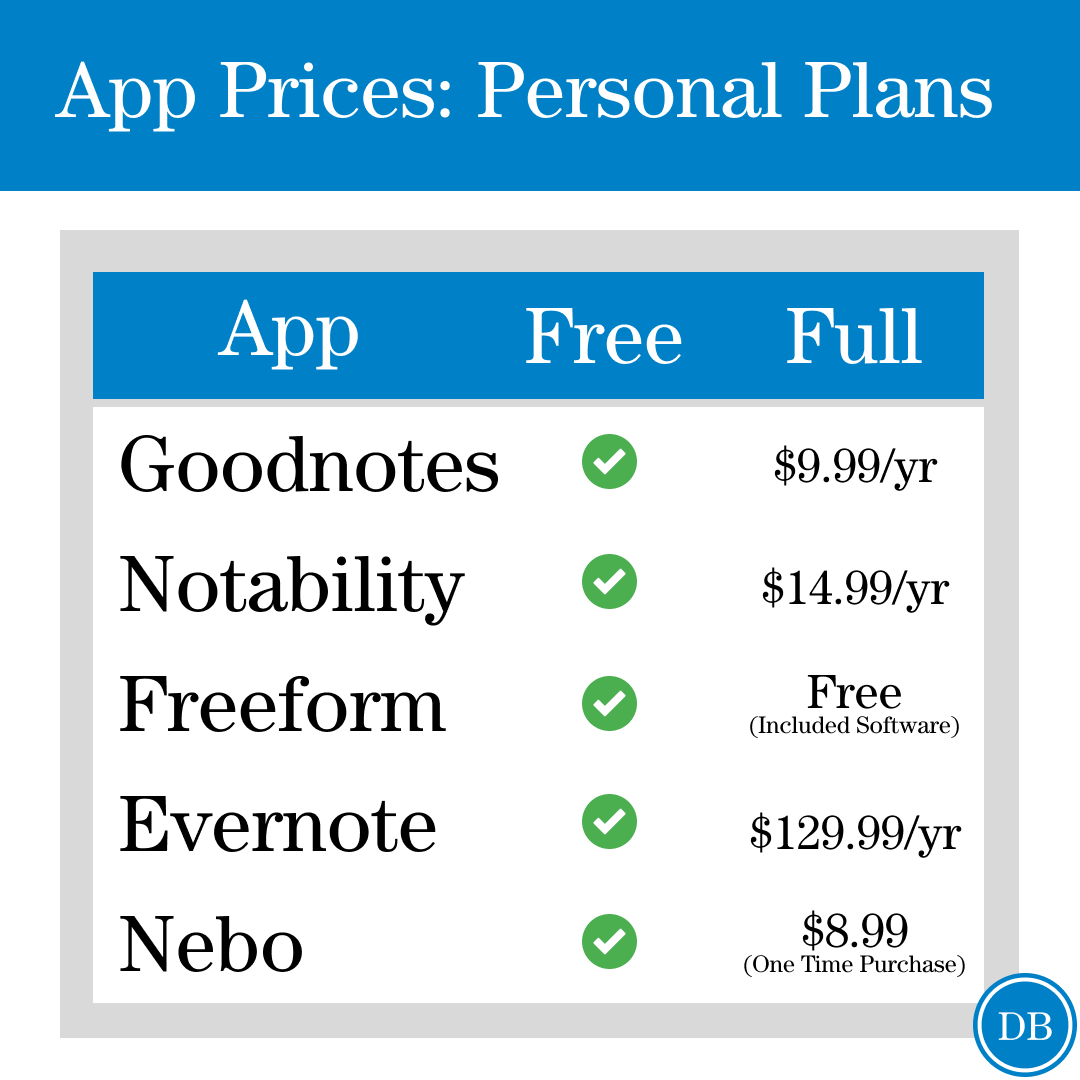 App Prices: Personal Plans
App Free Full
Goodnotes $9.99/yr
Notability $14.99/yr
Freeform Free
(Included Software)
Evernote $129.99/yr
Nebo $8.99
(One Time Purchase)
DB